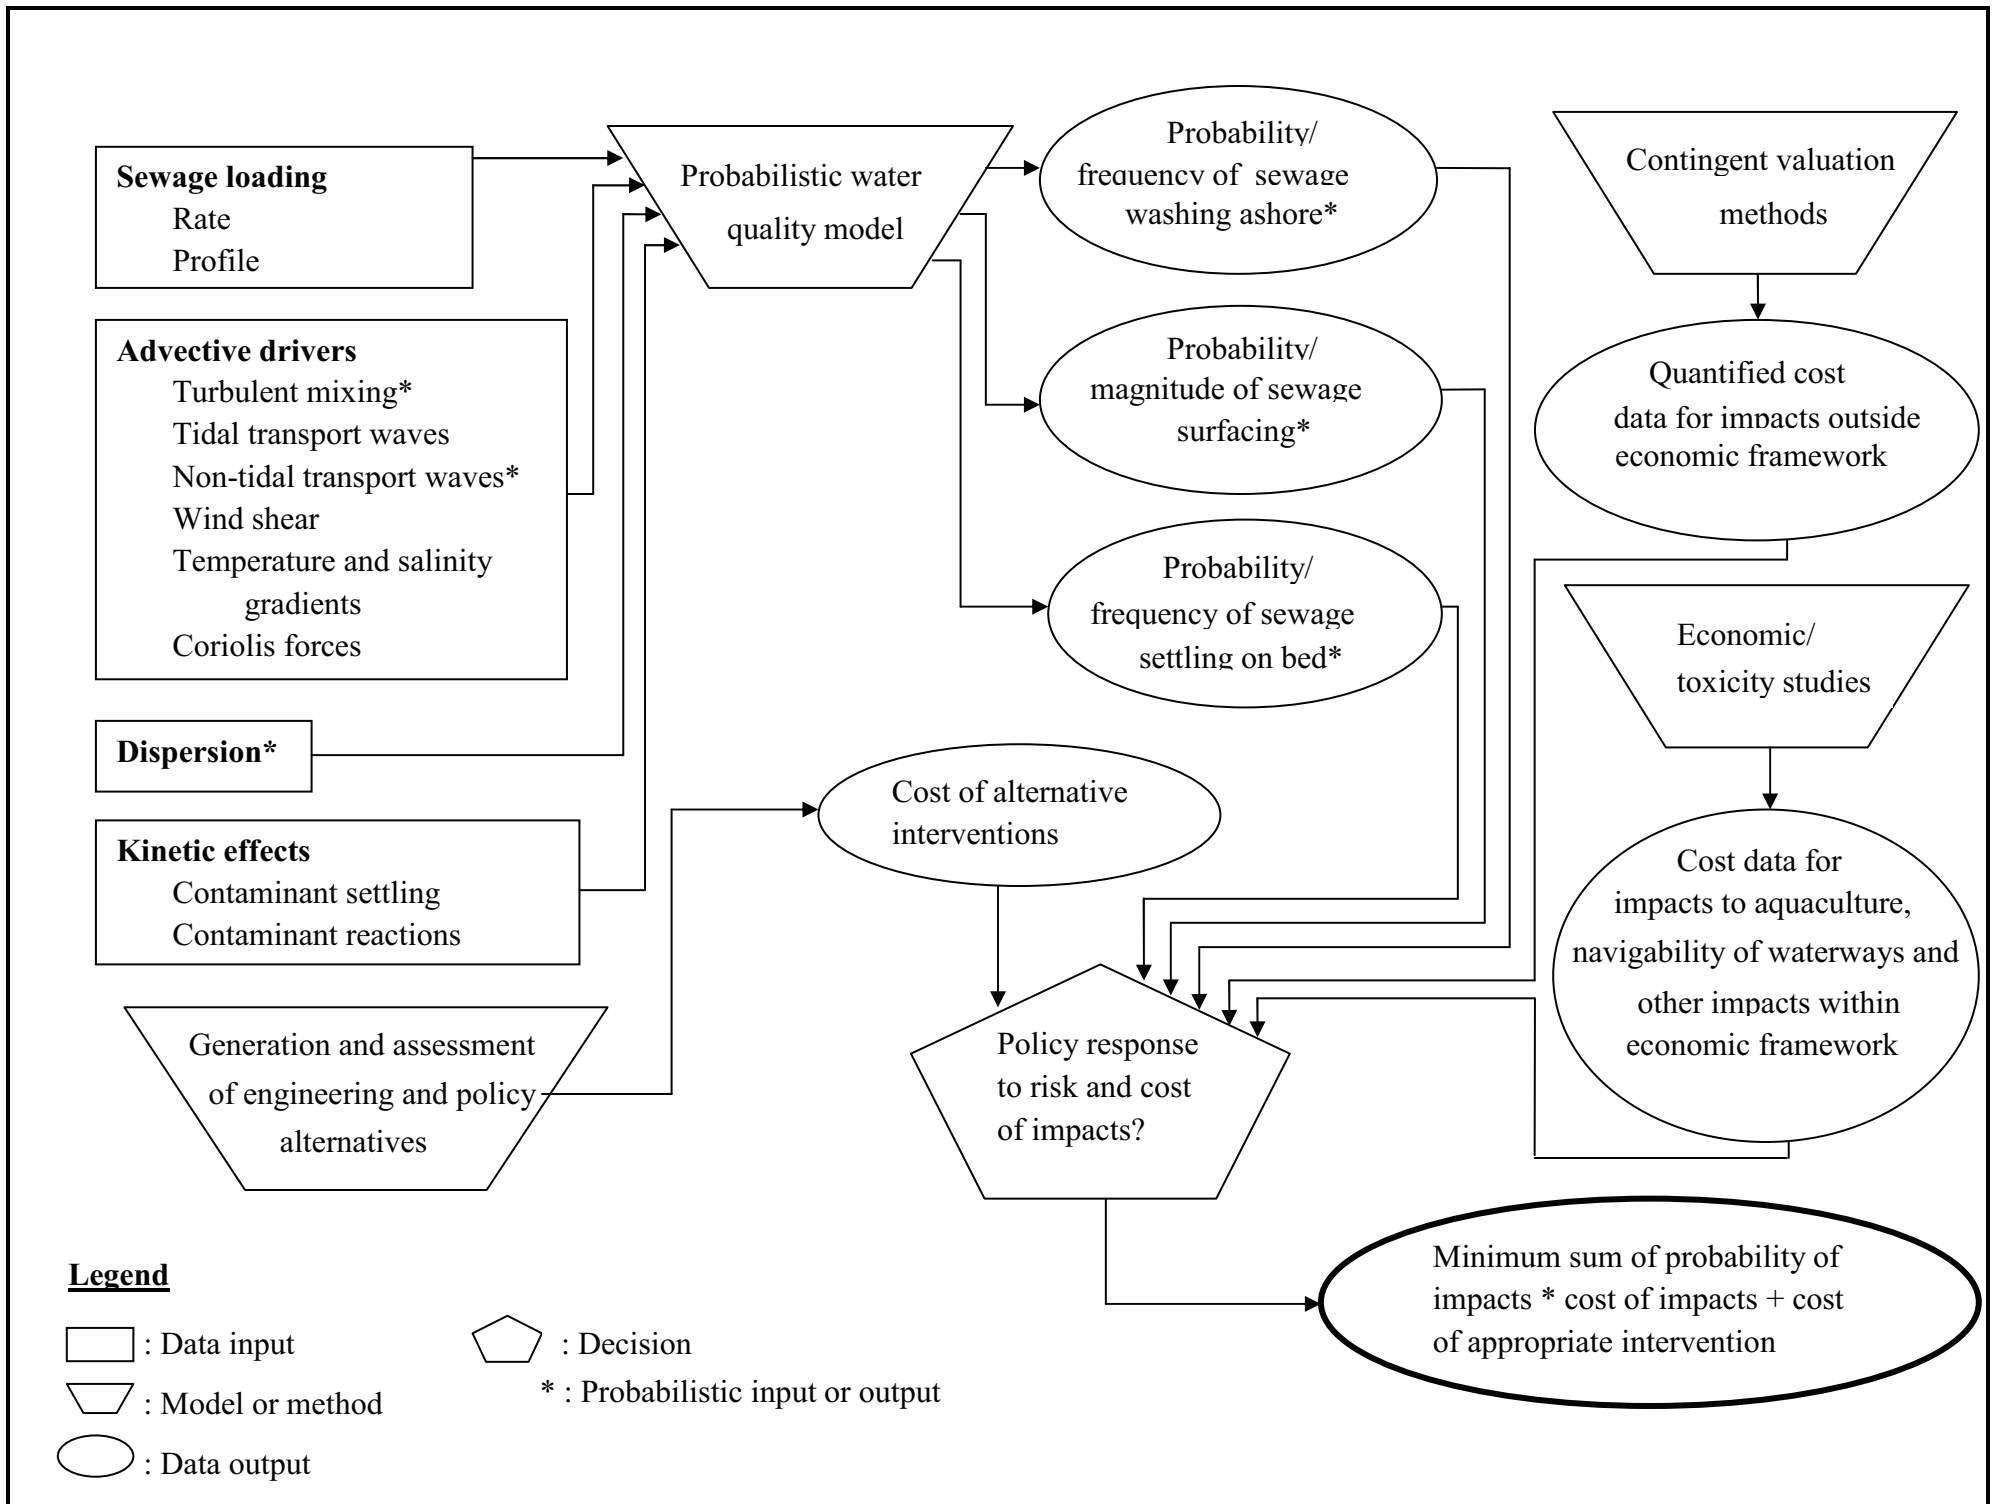 Sewage loading
Rate
Profile
Advective drivers
Turbulent mixing*
Tidal transport waves
Non-tidal transport waves*
Wind shear
Temperature and salinity
gradients
Coriolis forces
Dispersion*
Kinetic effects
Contaminant settling
Contaminant reactions
Generation and assessment
of engineering and policy
alternatives
Probabilistic water
quality model
Probability/
frequency of sewage
washing ashore*
Probability/
magnitude of sewage
surfacing*
Probability/
frequency of sewage
settling on bed*
Cost of alternative
interventions
Contingent valuation
methods
Quantified cost
data for impacts outside
economic framework
Economic/
toxicity studies
Cost data for
impacts to aquaculture,
navigability of waterways and
other impacts within
economic framework
Policy response
to risk and cost
of impacts?
Minimum sum of probability of
impacts * cost of impacts + cost
of appropriate intervention
Legend
: Data input
: Model or method
: Data output
: Decision
* : Probabilistic input or output